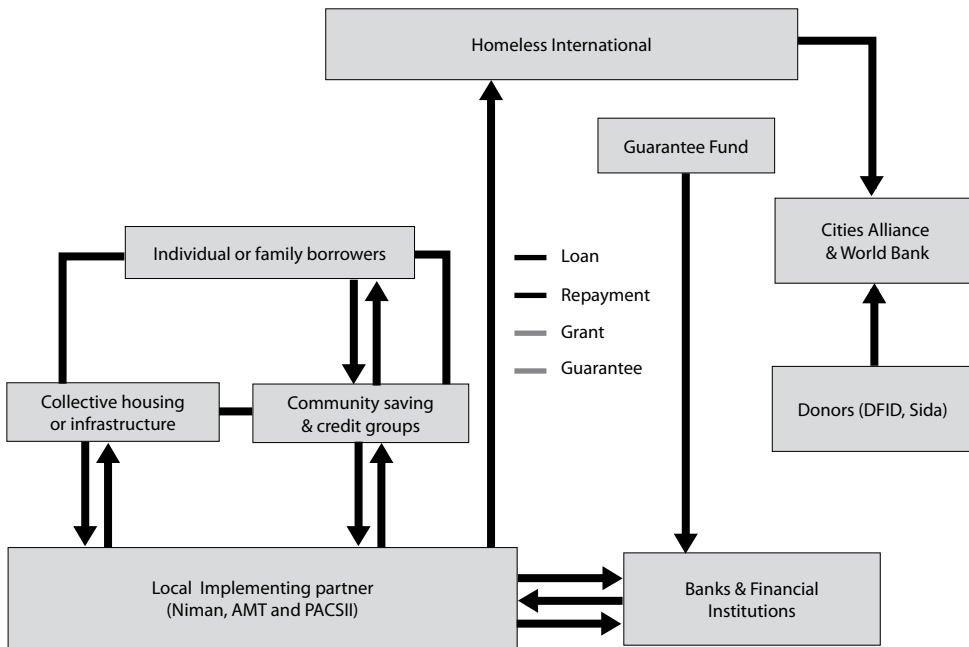 Homeless International
Guarantee Fund
Cities Alliance
& World Bank
Individual or family borrowers
Loan
Repayment
Grant
Guarantee
Collective housing
or infrastructure
Community saving
& credit groups
Donors (DFID, Sida)
Local Implementing partner
(Niman, AMT and PACSII)
Banks & Financial
Institutions